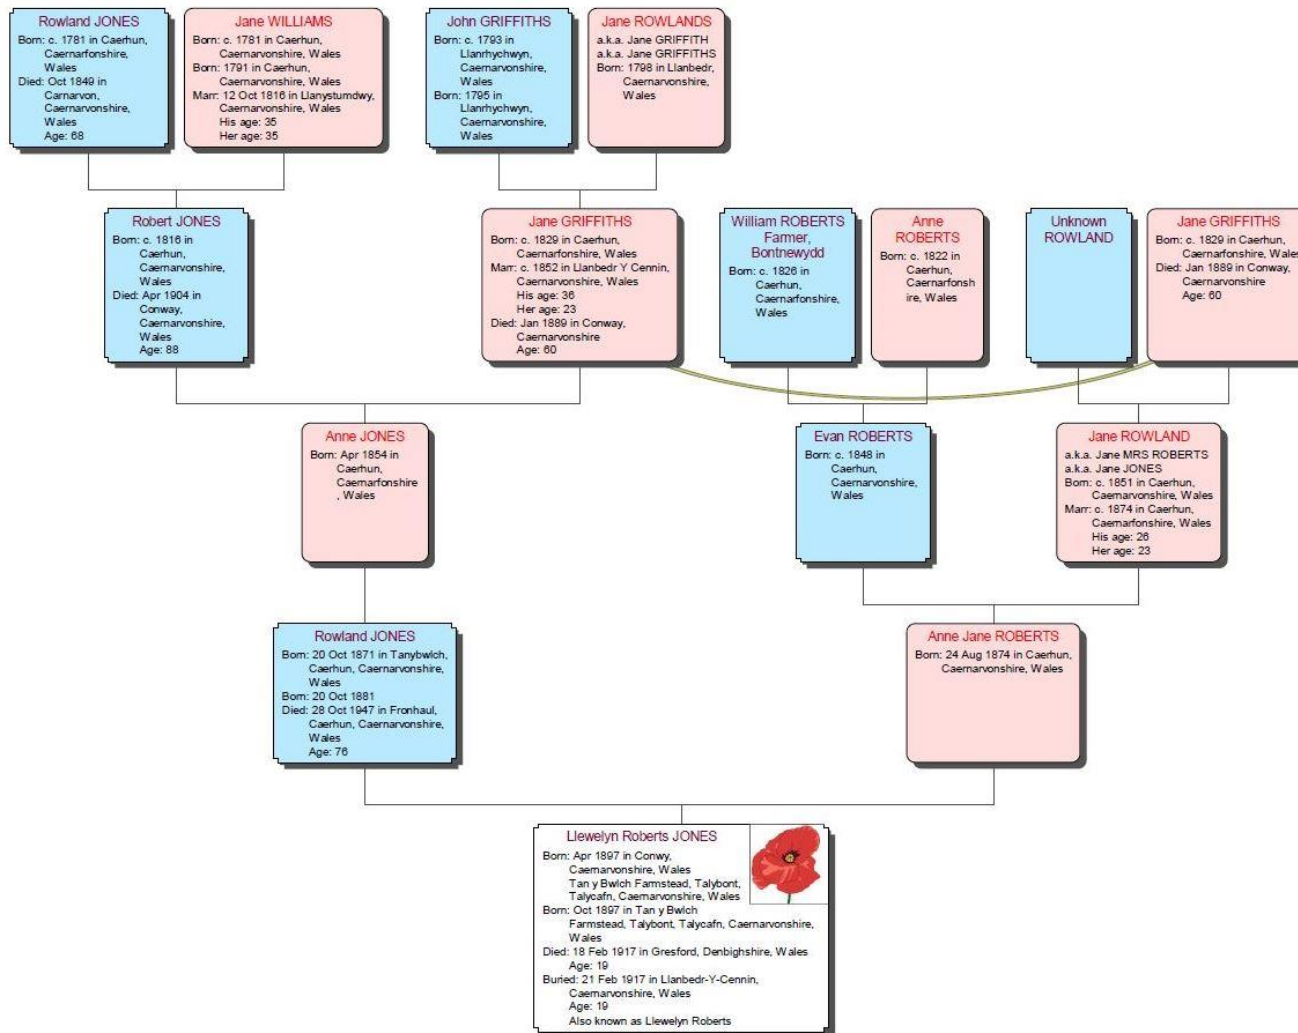 Rowland JONES
Born: c. 1781 in Caerhun,
Caernarfonshire,
Wales
Died: Oct 1849 in
Carnarvon,
Caernarvonshire,
Wales
Age: 68
Jane WILLIAMS
Born: c. 1781 in Caerhun,
Caernarvonshire, Wales
Born: 1791 in Caerhun,
Caernarvonshire, Wales
Marr: 12 Oct 1816 in Llanystumdwy,
Caernarvonshire, Wales
His age: 35
Her age: 35
John GRIFFITHS
Born: c. 1793 in
Llanrhychwyn,
Caernarvonshire,
Wales
Born: 1795 in
Llanrhychwyn,
Caernarvonshire,
Wales
Jane ROWLANDS
a.k.a. Jane GRIFFITH
a.k.a. Jane GRIFFITHS
Born: 1798 in Llanbedr,
Caernarvonshire,
Wales
Robert JONES
Born: c. 1816 in
Caerhun,
Caernarvonshire,
Wales
Died: Apr 1904 in
Conway,
Caernarvonshire,
Wales
Age: 88
Jane GRIFFITHS
Born: c. 1829 in Caerhun,
Caernarfonshire, Wales
Marr: c. 1852 in Llanbedr Y Cennin,
Caernarvonshire, Wales
His age: 36
Her age: 23
Died: Jan 1889 in Conway,
Caernarvonshire
Age: 60
William ROBERTS
Farmer,
Bontnewydd
Born: c. 1826 in
Caerhun,
Caernarfonshire,
Wales
Anne
ROBERTS
Born: c. 1822 in
Caerhun,
Caernarfonsh
ire, Wales
Unknown
ROWLAND
Jane GRIFFITHS
Born: c. 1829 in Caerhun,
Caernarfonshire, Wales
Died: Jan 1889 in Conway,
Caernarvonshire
Age: 60
Anne JONES
Born: Apr 1854 in
Caerhun,
Caernarfonshire
, Wales
Evan ROBERTS
Born: c. 1848 in
Caerhun,
Caernarvonshire,
Wales
Jane ROWLAND
a.k.a. Jane MRS ROBERTS
a.k.a. Jane JONES
Born: c. 1851 in Caerhun,
Caernarvonshire, Wales
Marr: c. 1874 in Caerhun,
Caernarfonshire, Wales
His age: 26
Her age: 23
Rowland JONES
Born: 20 Oct 1871 in Tanybwlch,
Caerhun, Caernarvonshire,
Wales
Born: 20 Oct 1881
Died: 28 Oct 1947 in Fronhaul,
Caerhun, Caernarvonshire,
Wales
Age: 76
Anne Jane ROBERTS
Born: 24 Aug 1874 in Caerhun,
Caernarvonshire, Wales
Llewelyn Roberts JONES
Born: Apr 1897 in Conwy,
Caernarvonshire, Wales
Tan y Bwlch Farmstead, Talybont,
Talycafn, Caernarvonshire, Wales
Born: Oct 1897 in Tan y Bwlch
Farmstead, Talybont, Talycafn, Caernarvonshire,
Wales
Died: 18 Feb 1917 in Gresford, Denbighshire, Wales
Age: 19
Buried: 21 Feb 1917 in Llanbedr-Y-Cennin,
Caernarvonshire, Wales
Age: 19
Also known as Llewelyn Roberts